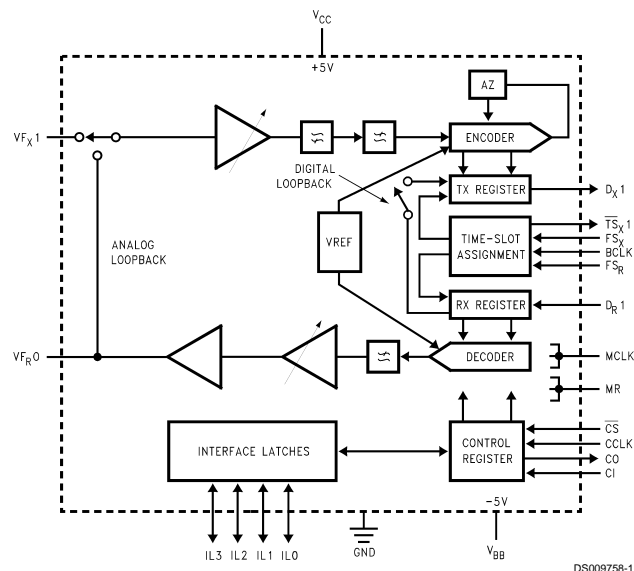 VCC
+5V
AZ
VFX1
ENCODER
DIGITAL
LOOPBACK
TX REGISTER
DX1
ANALOG
LOOPBACK
VREF
TIME-SLOT
ASSIGNMENT
TSX1
FSX
BCLK
FSR
RX REGISTER
DR1
VFR0
DECODER
MCLK
MR
INTERFACE LATCHES
CONTROL
REGISTER
CS
CCLK
CO
CI
-5V
IL3 IL2 IL1 IL0
GND
VBB
DS009758-1